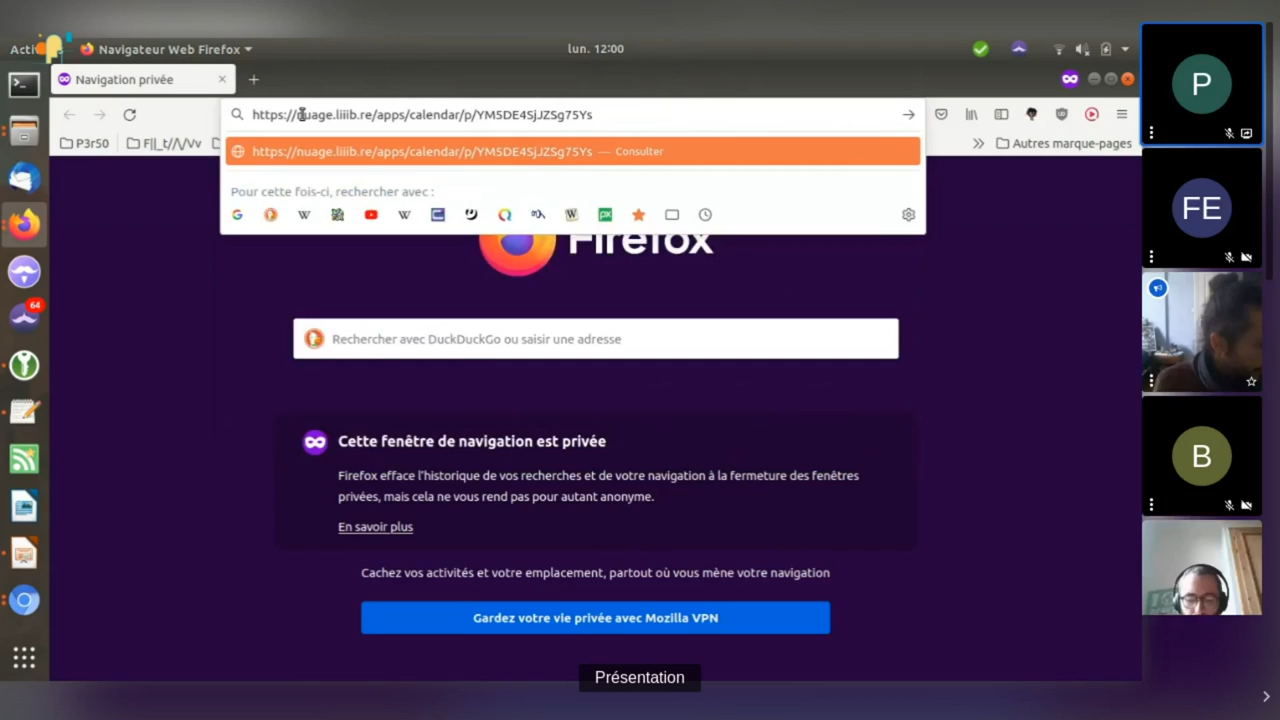 Navigateur Web Firefox
lun. 12:00
Navigation privée
https://nuage.liiib.re/apps/calendar/p/YM5DE4SjJZSg75Ys
P3r50
F||_t/\/\/Vv
Autres marque-pages
https://nuage.liiib.re/apps/calendar/p/YM5DE4SjJZSg75Ys — Consulter
Pour cette fois-ci, rechercher avec :
Firefox
Rechercher avec DuckDuckGo ou saisir une adresse
Cette fenêtre de navigation est privée
Firefox efface l'historique de vos recherches et de votre navigation à la fermeture des fenêtres
privées, mais cela ne vous rend pas pour autant anonyme.
En savoir plus
Cachez vos activités et votre emplacement, partout où vous mène votre navigation
Gardez votre vie privée avec Mozilla VPN
Présentation
64
P
FE
B